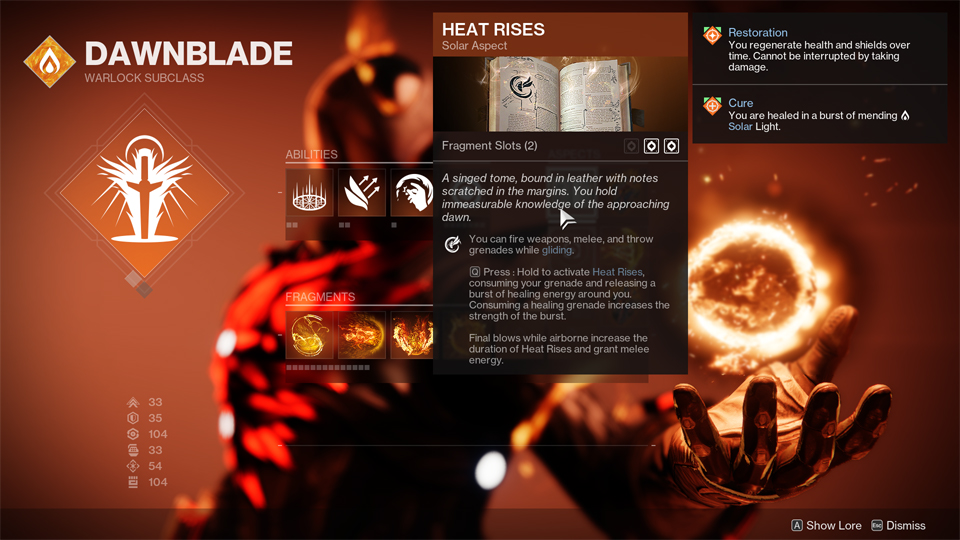 DAWNBLADE
WARLOCK SUBCLASS
ABILITIES
FRAGMENTS
33
35
104
33
54
104
HEAT RISES
Solar Aspect
Fragment Slots (2)
A singed tome, bound in leather with notes
scratched in the margins. You hold
immeasurable knowledge of the approaching
dawn.
You can fire weapons, melee, and throw
grenades while gliding.
Q Press : Hold to activate Heat Rises,
consuming your grenade and releasing a
burst of healing energy around you.
Consuming a healing grenade increases the
strength of the burst.
Final blows while airborne increase the
duration of Heat Rises and grant melee
energy.
Restoration
You regenerate health and shields over
time. Cannot be interrupted by taking
damage.
Cure
You are healed in a burst of mending
Solar Light.
A Show Lore Esc Dismiss